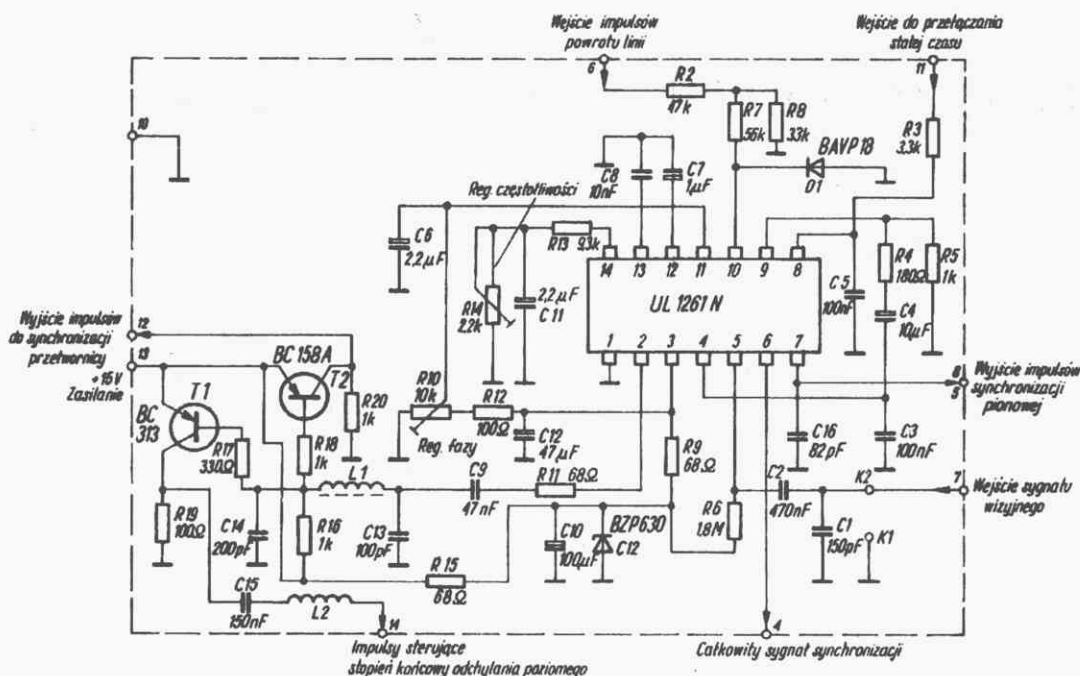 Wejście impulsów
powrotu linii
Wejście do przełączania
stałej czasu
6
11
10
R2
47k
R7
56k
R8
33k
R3
3,3k
BAVP18
D1
C8
10nF
C7
1µF
Reg. częstotliwości
C6
2,2µF
R13
9,3k
R14
2,2k
2,2µF
C11
14
13
12
11
10
9
8
UL 1261 N
1
2
3
4
5
6
7
C5
100nF
R4
180Ω
R5
1k
C4
10µF
Wyjście impulsów
do synchronizacji
przetwornicy
12
13
+15V
Zasilanie
BC 158A
T1
T2
BC
313
R20
1k
R17
330Ω
R18
1k
R10
10k
Reg. fazy
R12
100Ω
C12
47µF
R9
68Ω
8
5
Wyjście impulsów
synchronizacji
pionowej
C16
82pF
C3
100nF
L1
C9
47nF
R11
68Ω
C2
470nF
K2
7
Wejście sygnału
wizyjnego
R19
100Ω
C14
200pF
R16
1k
C13
100pF
C10
100µF
BZP630
C12
R6
1,8M
C1
150pF
K1
R15
68Ω
C15
150nF
L2
14
4
Impulsy sterujące
stopień końcowy odchylania poziomego
Całkowity sygnał synchronizacji